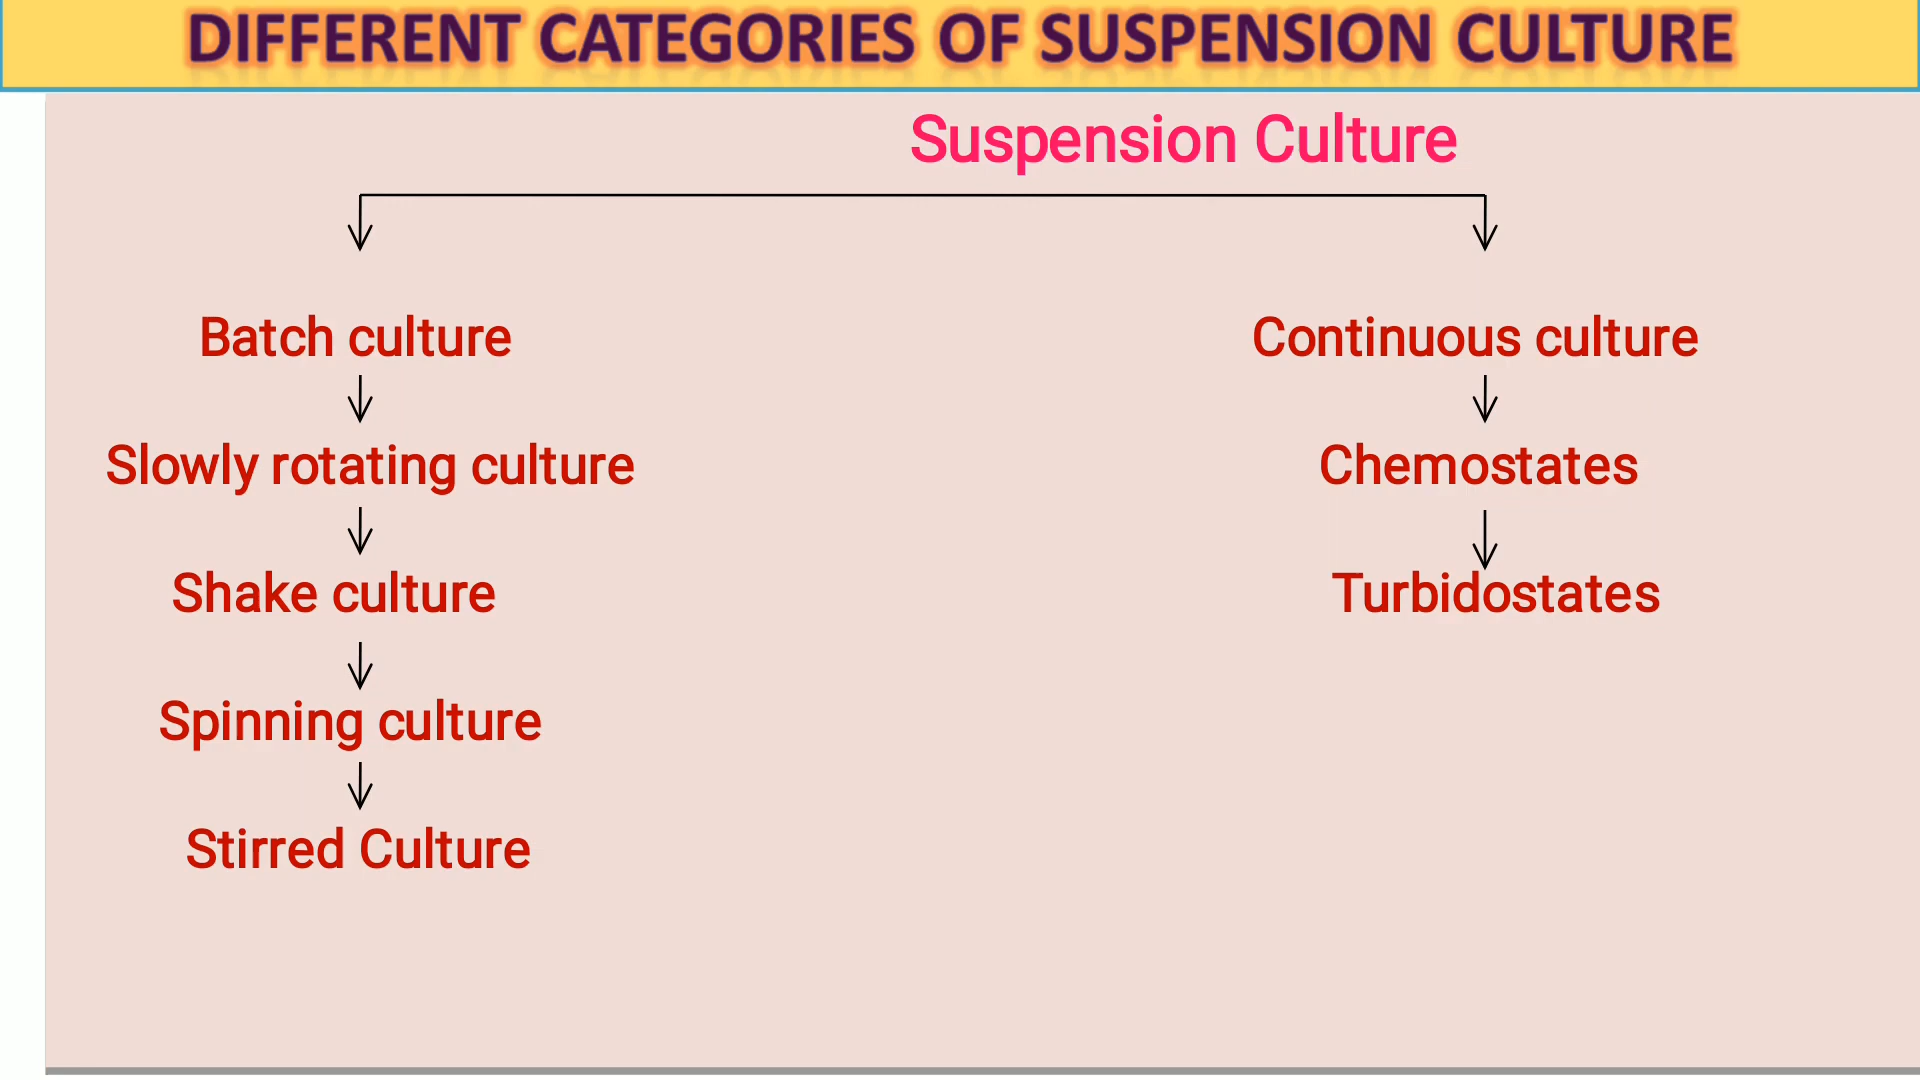 DIFFERENT CATEGORIES OF SUSPENSION CULTURE
Suspension Culture
Batch culture
Slowly rotating culture
Shake culture
Spinning culture
Stirred Culture
Continuous culture
Chemostates
Turbidostates